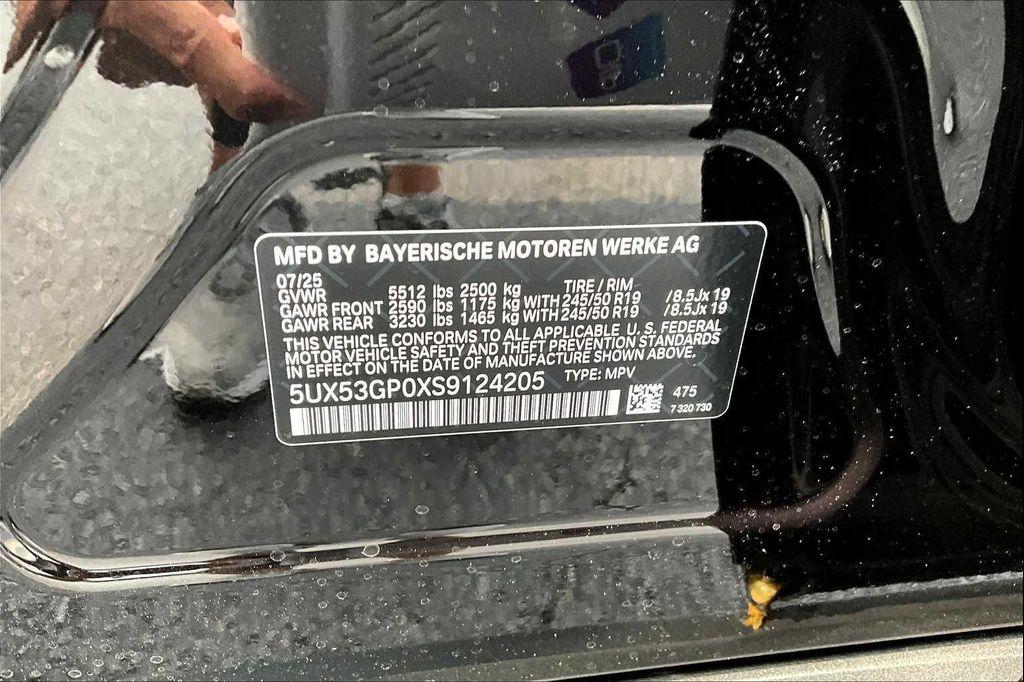 MFD BY BAYERISCHE MOTOREN WERKE AG
07/25 TIRE / RIM
GVWR 5512 lbs 2500 kg
GAWR FRONT 2590 lbs 1175 kg WITH 245/50 R19 /8.5Jx19
GAWR REAR 3230 lbs 1465 kg WITH 245/50 R19 /8.5Jx19
THIS VEHICLE CONFORMS TO ALL APPLICABLE U. S. FEDERAL
MOTOR VEHICLE SAFETY AND THEFT PREVENTION STANDARDS
IN EFFECT ON THE DATE OF MANUFACTURE SHOWN ABOVE.
5UX53GP0XS9124205 TYPE: MPV
475
7 320 730